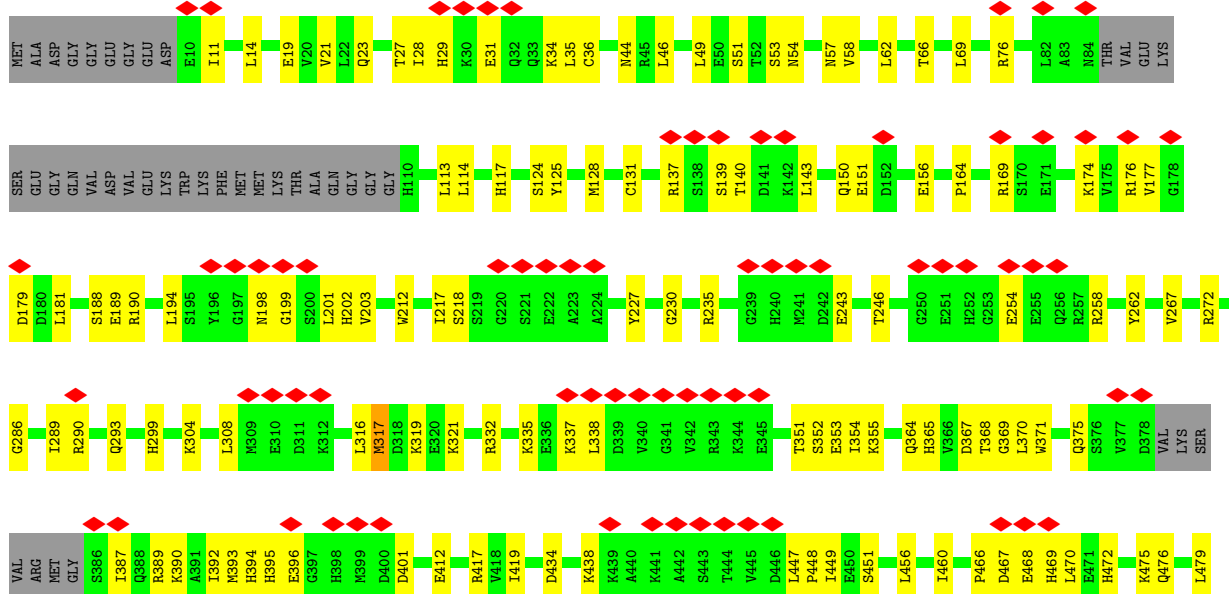 MET ALA ASP GLY GLY GLU GLY GLU ASP E10 I11 L14 E19 V20 V21 L22 Q23 T27 I28 H29 K30 E31 Q32 Q33 K34 L35 C36 N44 R45 L46 L49 E50 S51 T52 S53 N54 N57 V58 L62 T66 L69 R76 L82 A83 N84 THR VAL GLU LYS
SER GLU GLY GLN VAL ASP VAL GLU LYS TRP LYS PHE MET MET LYS THR ALA GLN GLY GLY GLY H110 L113 L114 H117 S124 Y125 M128 C131 R137 S138 S139 T140 D141 K142 L143 Q150 E151 D152 E156 P164 R169 S170 E171 K174 V175 R176 V177 G178
D179 D180 L181 S188 E189 R190 L194 S195 Y196 G197 N198 G199 S200 L201 H202 V203 W212 I217 S218 S219 G220 S221 E222 A223 A224 Y227 G230 R235 G239 H240 M241 D242 E243 T246 G250 E251 H252 G253 E254 E255 Q256 R257 R258 Y262 V267 R272
G286 I289 R290 Q293 H299 K304 L308 M309 E310 D311 K312 L316 M317 D318 K319 E320 K321 R332 K335 E336 K337 L338 D339 V340 G341 V342 R343 K344 E345 T351 S352 E353 I354 K355 Q364 H365 V366 D367 T368 G369 L370 W371 Q375 S376 V377 D378 VAL LYS SER
VAL ARG MET GLY S386 I387 Q388 R389 K390 A391 I392 M393 H394 H395 E396 G397 H398 M399 D400 D401 E412 R417 V418 I419 D434 K438 K439 A440 K441 A442 S443 T444 V445 D446 L447 P448 I449 E450 S451 L456 I460 P466 D467 E468 H469 L470 E471 H472 K475 Q476 L479